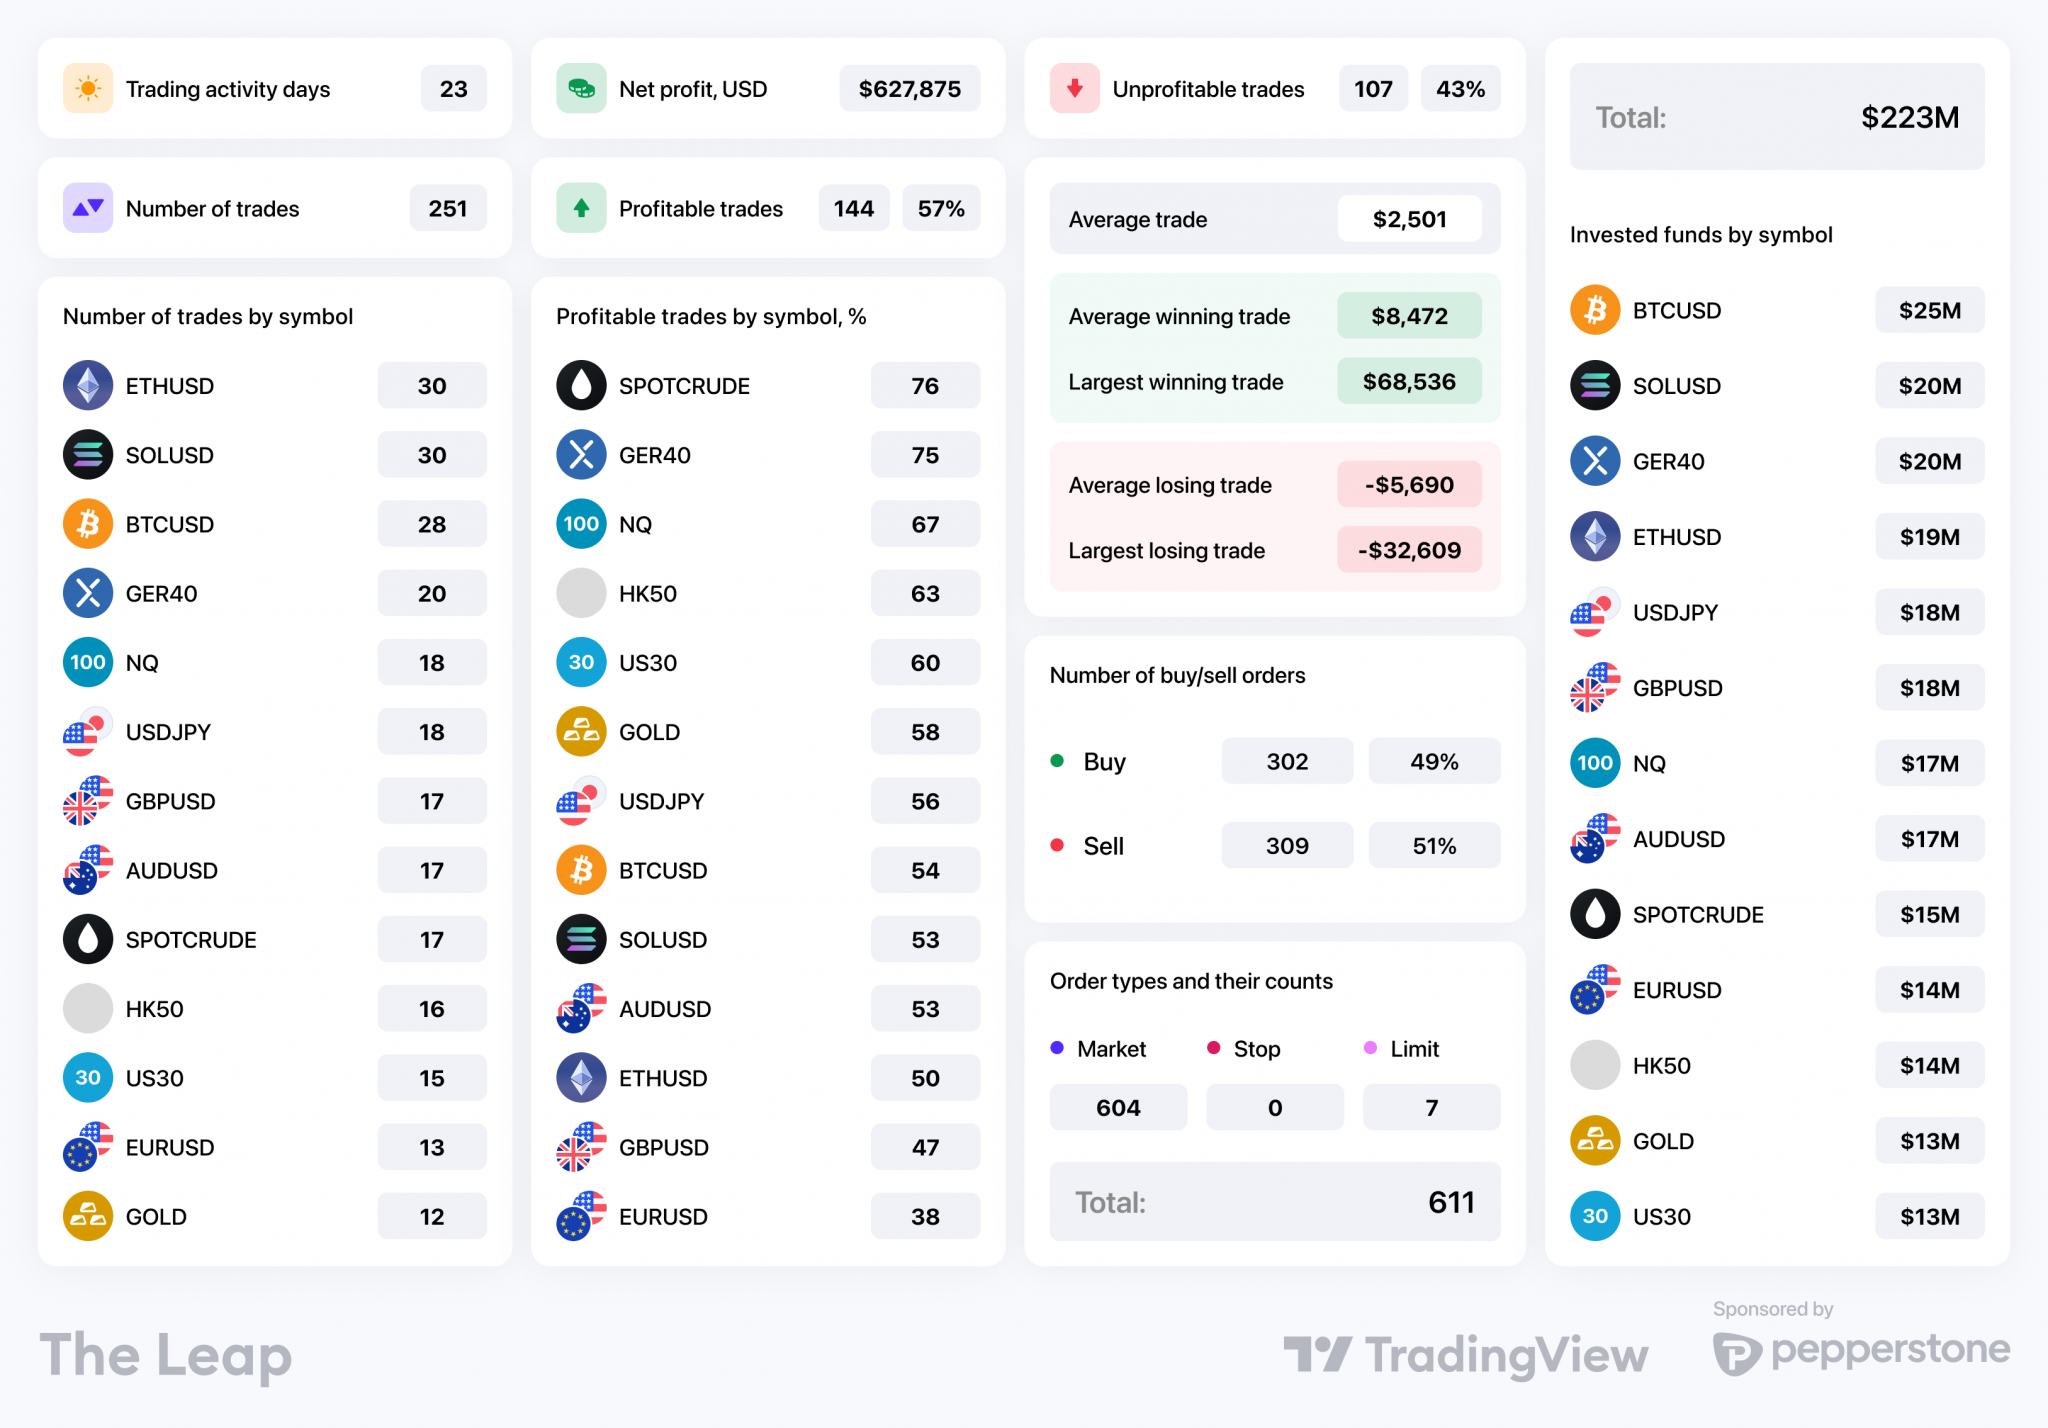 Trading activity days 23
Number of trades 251
Number of trades by symbol
ETHUSD 30
SOLUSD 30
BTCUSD 28
GER40 20
100 NQ 18
USDJPY 18
GBPUSD 17
AUDUSD 17
SPOTCRUDE 17
HK50 16
30 US30 15
EURUSD 13
GOLD 12
Net profit, USD $627,875
Profitable trades 144 57%
Profitable trades by symbol, %
SPOTCRUDE 76
GER40 75
100 NQ 67
HK50 63
30 US30 60
GOLD 58
USDJPY 56
BTCUSD 54
SOLUSD 53
AUDUSD 53
ETHUSD 50
GBPUSD 47
EURUSD 38
Unprofitable trades 107 43%
Average trade $2,501
Average winning trade $8,472
Largest winning trade $68,536
Average losing trade -$5,690
Largest losing trade -$32,609
Number of buy/sell orders
Buy 302 49%
Sell 309 51%
Order types and their counts
Market Stop Limit
604 0 7
Total: 611
Total: $223M
Invested funds by symbol
BTCUSD $25M
SOLUSD $20M
GER40 $20M
ETHUSD $19M
USDJPY $18M
GBPUSD $18M
100 NQ $17M
AUDUSD $17M
SPOTCRUDE $15M
EURUSD $14M
HK50 $14M
GOLD $13M
30 US30 $13M
The Leap
TradingView
Sponsored by
pepperstone